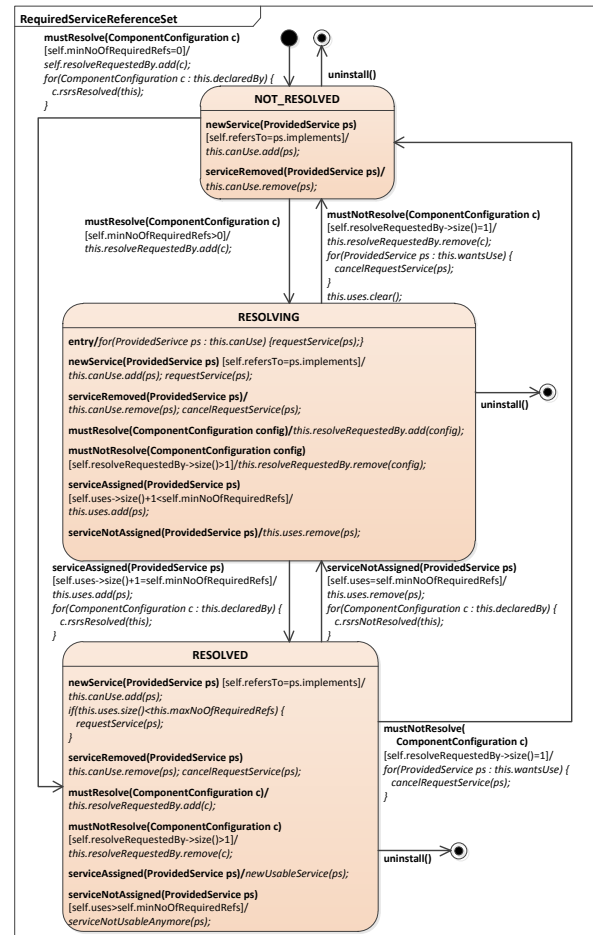 RequiredServiceReferenceSet
mustResolve(ComponentConfiguration c)
[self.minNoOfRequiredRefs=0]/
self.resolveRequestedBy.add(c);
for(ComponentConfiguration c : this.declaredBy) {
c.rsrsResolved(this);
}
uninstall()
NOT_RESOLVED
newService(ProvidedService ps)
[self.refersTo=ps.implements]/
this.canUse.add(ps);
serviceRemoved(ProvidedService ps)/
this.canUse.remove(ps);
mustResolve(ComponentConfiguration c)
[self.minNoOfRequiredRefs>0]/
this.resolveRequestedBy.add(c);
mustNotResolve(ComponentConfiguration c)
[self.resolveRequestedBy->size()=1]/
this.resolveRequestedBy.remove(c);
for(ProvidedService ps : this.wantsUse) {
cancelRequestService(ps);
}
this.uses.clear();
RESOLVING
entry/for(ProvidedSerivce ps : this.canUse) {requestService(ps);}
newService(ProvidedService ps) [self.refersTo=ps.implements]/
this.canUse.add(ps); requestService(ps);
serviceRemoved(ProvidedService ps)/
this.canUse.remove(ps); cancelRequestService(ps);
mustResolve(ComponentConfiguration config)/this.resolveRequestedBy.add(config);
mustNotResolve(ComponentConfiguration config)
[self.resolveRequestedBy->size()>1]/this.resolveRequestedBy.remove(config);
serviceAssigned(ProvidedService ps)
[self.uses->size()+1<self.minNoOfRequiredRefs]/
this.uses.add(ps);
serviceNotAssigned(ProvidedService ps)/this.uses.remove(ps);
uninstall()
serviceAssigned(ProvidedService ps)
[self.uses->size()+1=self.minNoOfRequiredRefs]/
this.uses.add(ps);
for(ComponentConfiguration c : this.declaredBy) {
c.rsrsResolved(this);
}
serviceNotAssigned(ProvidedService ps)
[self.uses=self.minNoOfRequiredRefs]/
this.uses.remove(ps);
for(ComponentConfiguration c : this.declaredBy) {
c.rsrsNotResolved(this);
}
RESOLVED
newService(ProvidedService ps) [self.refersTo=ps.implements]/
this.canUse.add(ps);
if(this.uses.size()<this.maxNoOfRequiredRefs) {
requestService(ps);
}
serviceRemoved(ProvidedService ps)
this.canUse.remove(ps); cancelRequestService(ps);
mustResolve(ComponentConfiguration c)/
this.resolveRequestedBy.add(c);
mustNotResolve(ComponentConfiguration c)
[self.resolveRequestedBy->size()>1]/
this.resolveRequestedBy.remove(c);
serviceAssigned(ProvidedService ps)/newUsableService(ps);
serviceNotAssigned(ProvidedService ps)
[self.uses>self.minNoOfRequiredRefs]/
serviceNotUsableAnymore(ps);
mustNotResolve(
ComponentConfiguration c)
[self.resolveRequestedBy->size()=1]/
for(ProvidedService ps : this.wantsUse) {
cancelRequestService(ps);
}
uninstall()